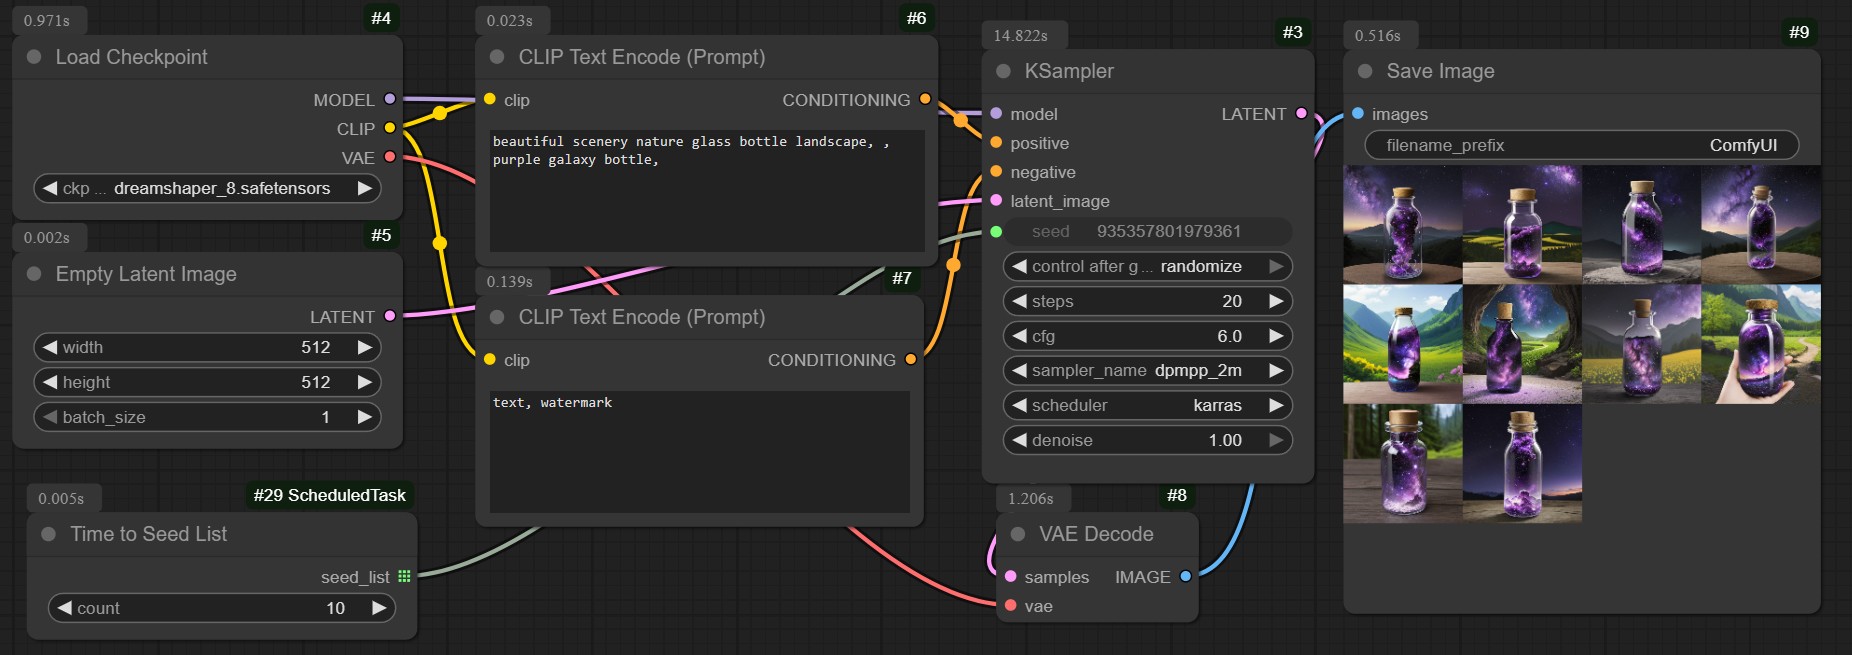 0.971s
#4
Load Checkpoint
MODEL
CLIP
VAE
ckp ... dreamshaper_8.safetensors
0.002s
#5
Empty Latent Image
LATENT
width 512
height 512
batch_size 1
0.005s
#29 ScheduledTask
Time to Seed List
seed_list
count 10
0.023s
#6
CLIP Text Encode (Prompt)
clip CONDITIONING
beautiful scenery nature glass bottle landscape, ,
purple galaxy bottle,
0.139s
#7
CLIP Text Encode (Prompt)
clip CONDITIONING
text, watermark
14.822s
#3
KSampler
model LATENT
positive
negative
latent_image
seed 935357801979361
control after g ... randomize
steps 20
cfg 6.0
sampler_name dpmpp_2m
scheduler karras
denoise 1.00
1.206s
#8
VAE Decode
samples IMAGE
vae
0.516s
#9
Save Image
images
filename_prefix ComfyUI